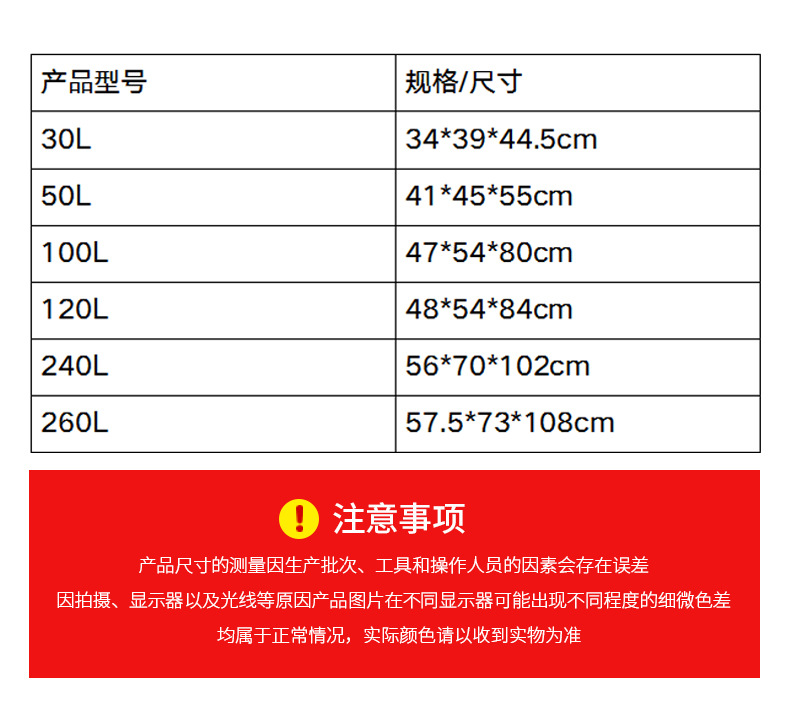 产品型号 规格/尺寸
30L 34*39*44.5cm
50L 41*45*55cm
100L 47*54*80cm
120L 48*54*84cm
240L 56*70*102cm
260L 57.5*73*108cm
! 注意事项
产品尺寸的测量因生产批次、工具和操作人员的因素会存在误差
因拍摄、显示器以及光线等原因产品图片在不同显示器可能出现不同程度的细微色差
均属于正常情况，实际颜色请以收到实物为准